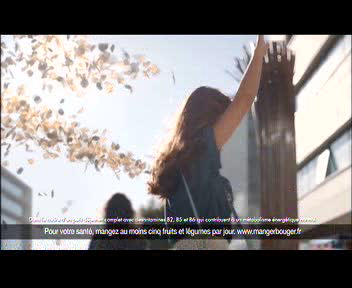 Dans le cadre d'un petit déjeuner complet avec des vitamines B2, B5 et B6 qui contribuent à un métabolisme énergétique normal.
Pour votre santé, mangez au moins cinq fruits et légumes par jour. www.mangerbouger.fr